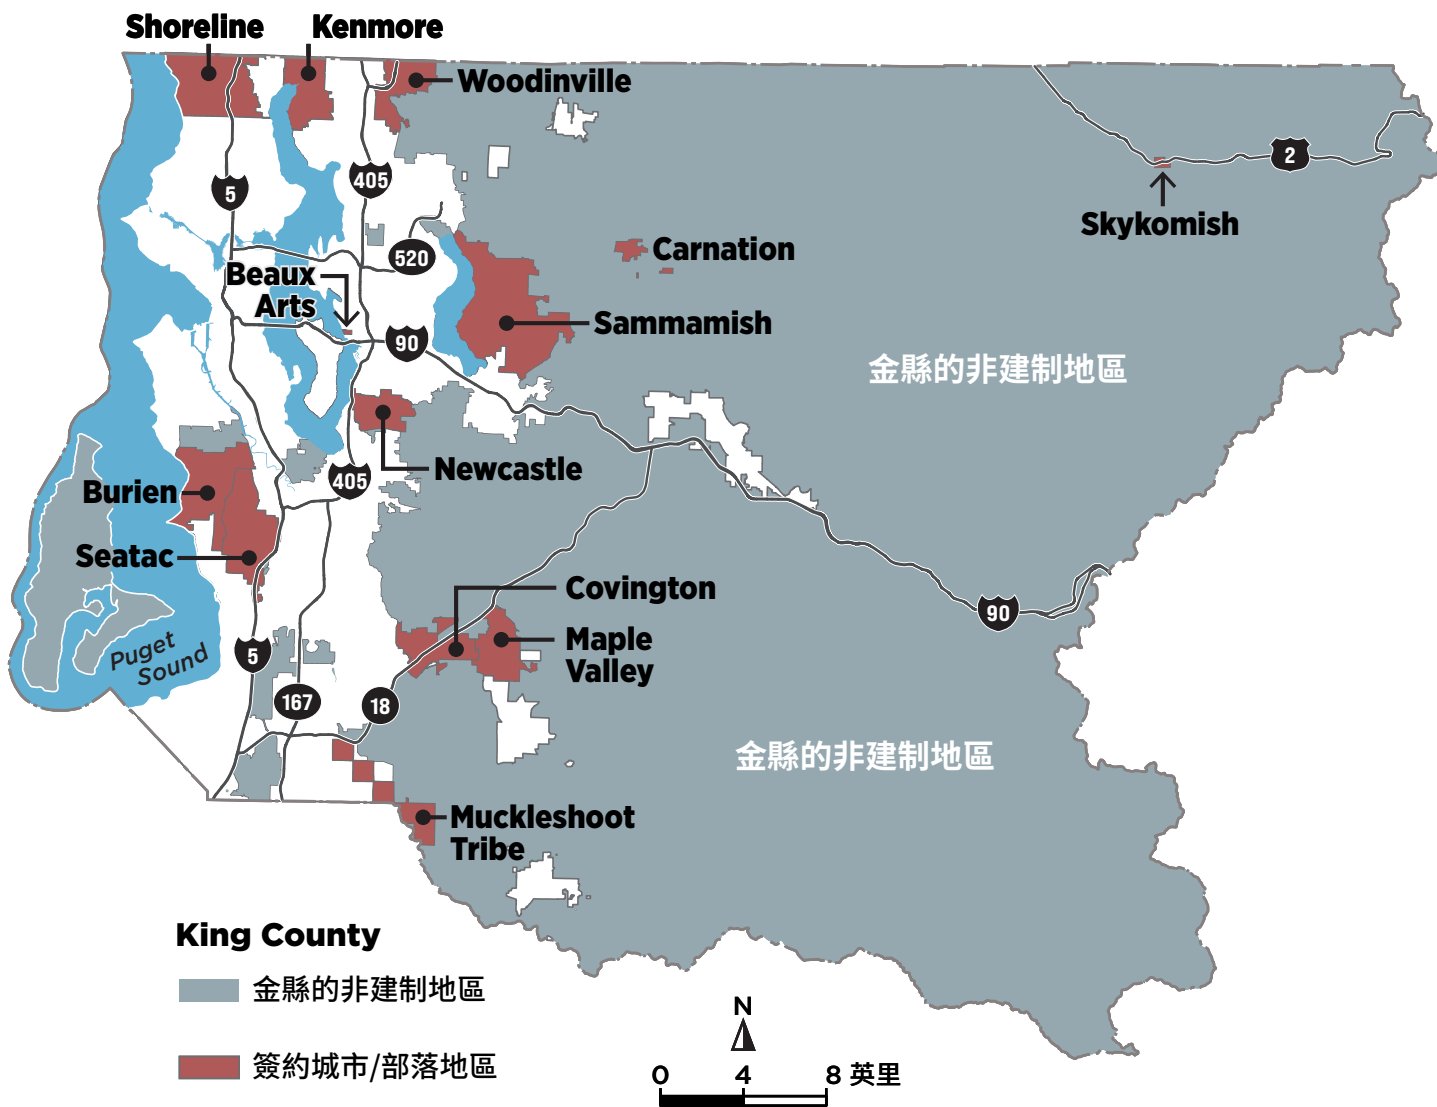 Shoreline
Kenmore
Woodinville
5
405
2
Skykomish
520
Carnation
Beaux
Arts
Sammamish
90
金縣的非建制地區
Newcastle
405
Burien
Seatac
Covington
90
Maple
Valley
Puget
Sound
5
167
18
金縣的非建制地區
Muckleshoot
Tribe
King County
金縣的非建制地區
簽約城市/部落地區
N
0 4 8 英里